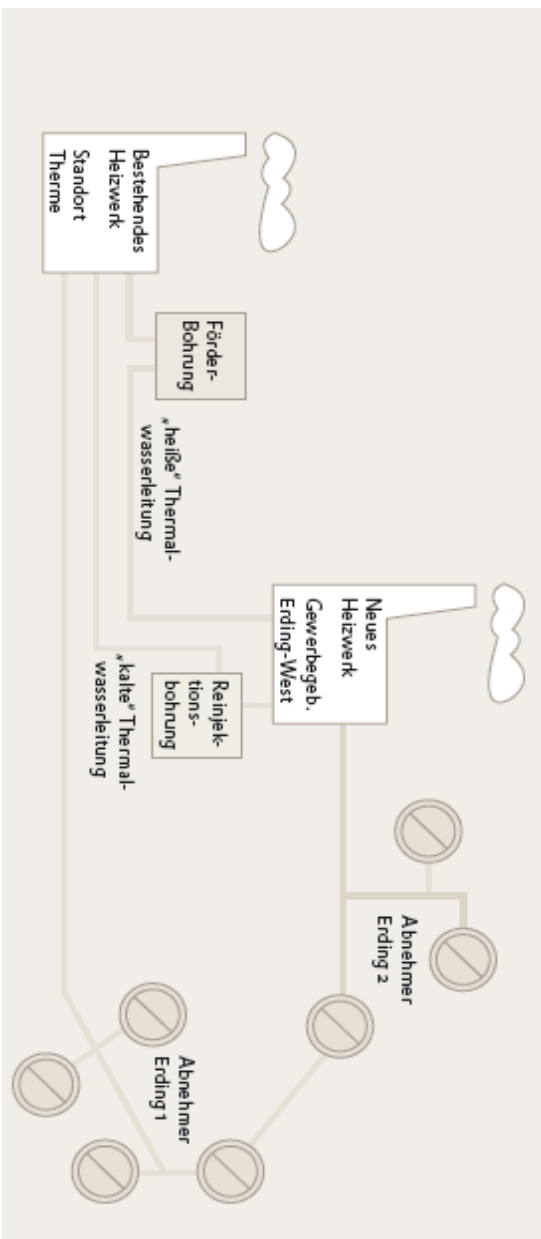 Bestehendes
Heizwerk
Standort
Therme
Förder-
Bohrung
„heiße“ Thermal-
wasserleitung
Neues
Heizwerk
Gewerbegeb.
Erding-West
Reinjek-
tions-
bohrung
„kalte“ Thermal-
wasserleitung
Abnehmer
Erding 2
Abnehmer
Erding 1